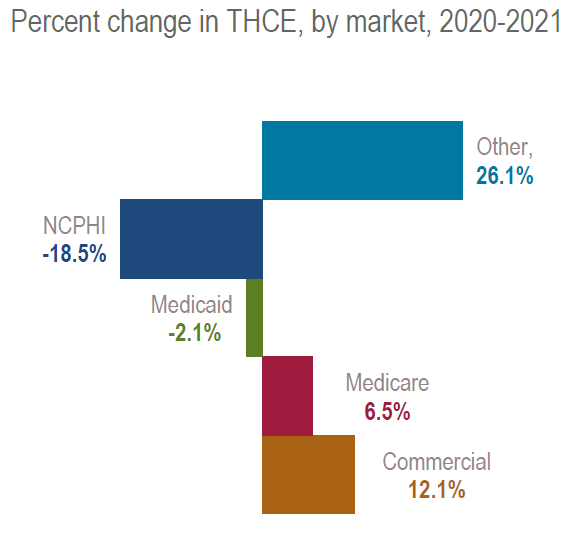 Percent change in THCE, by market, 2020-2021
Other,
26.1%
NCPHI
-18.5%
Medicaid
-2.1%
Medicare
6.5%
Commercial
12.1%